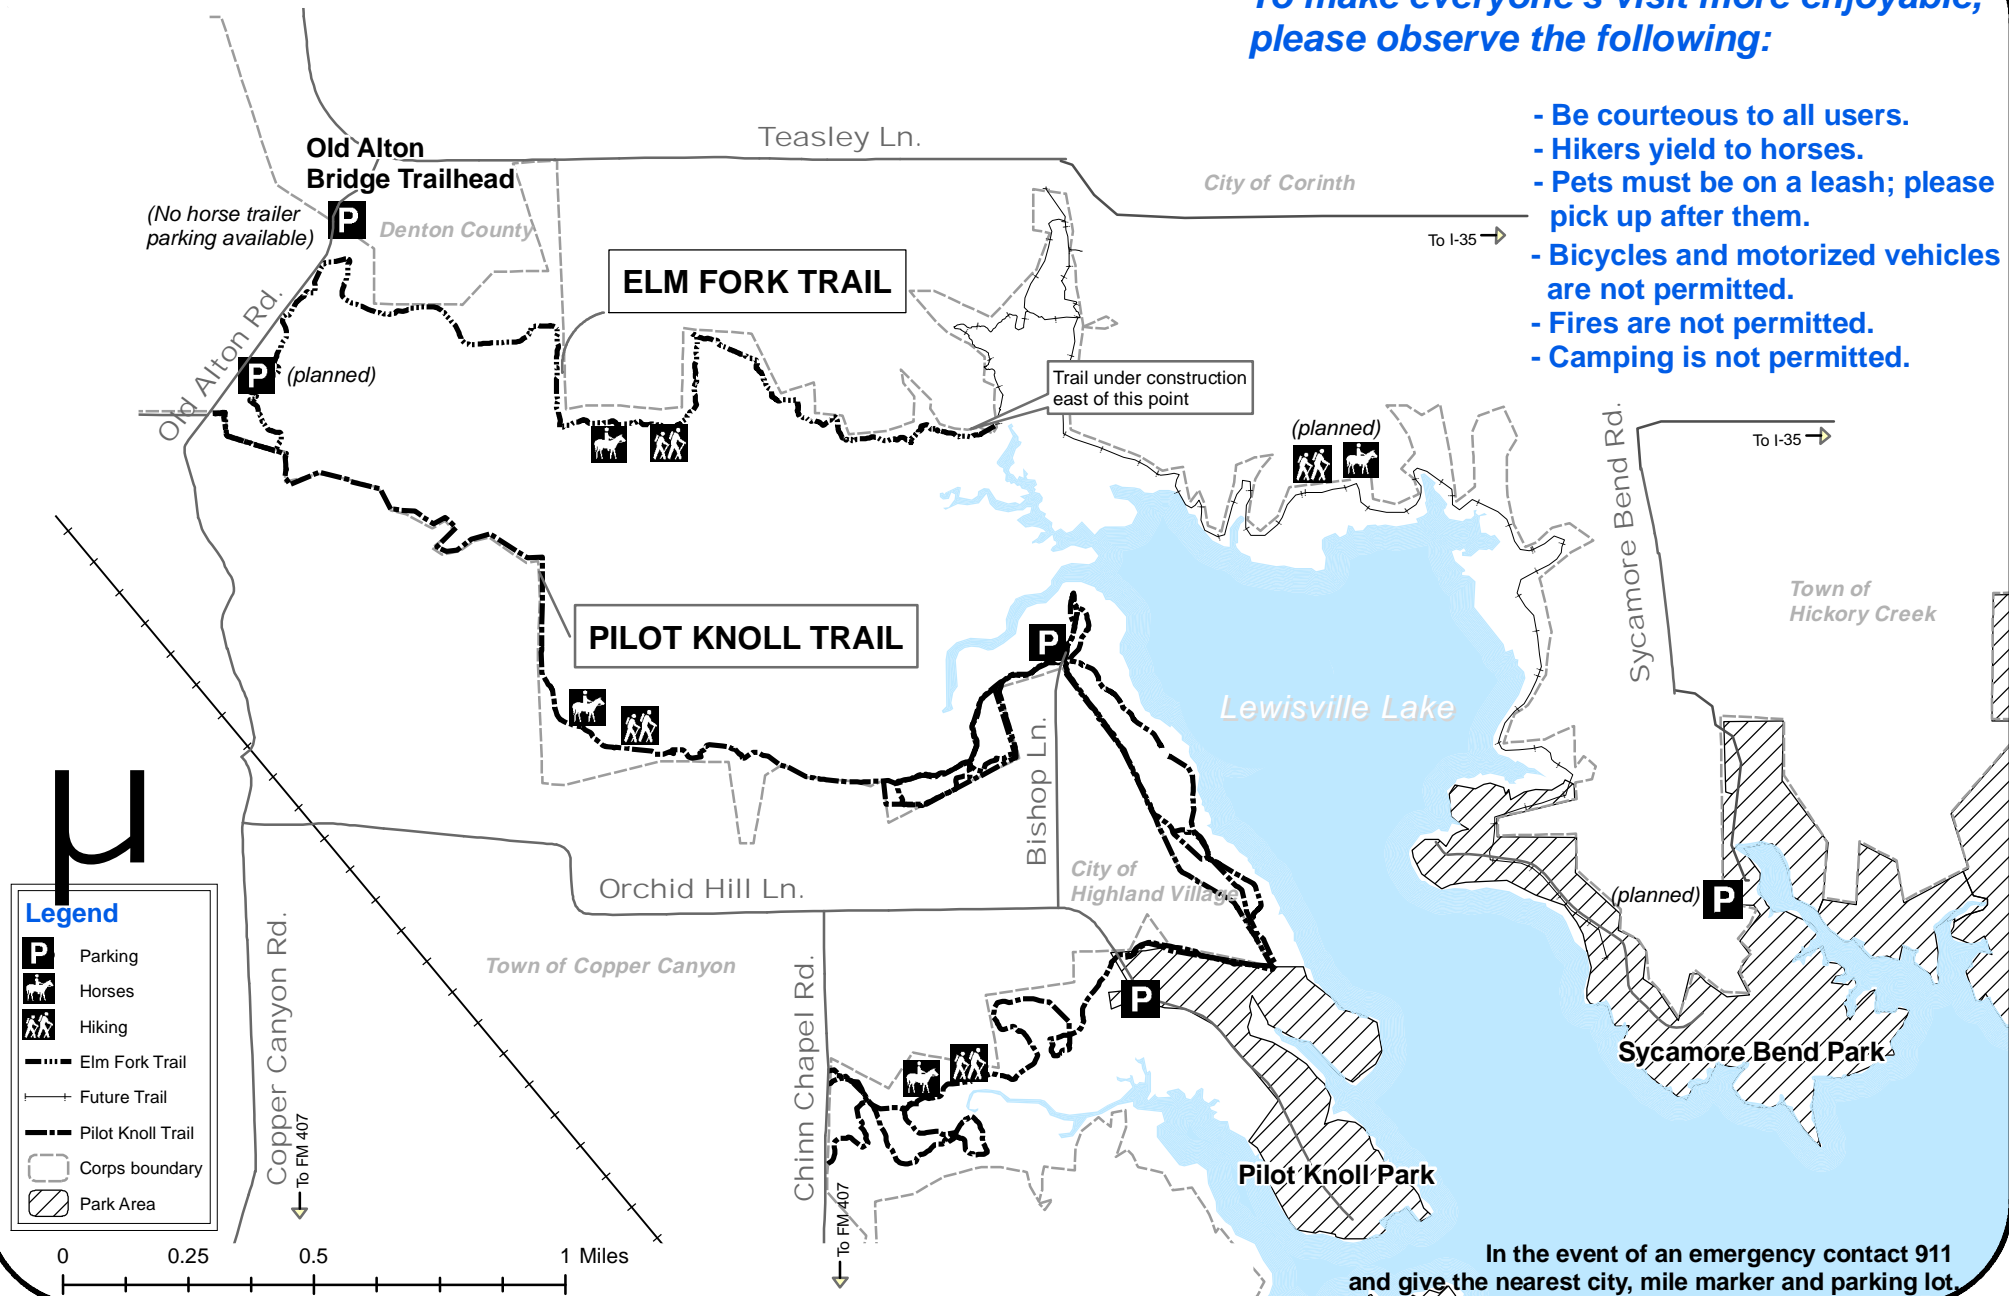 To make everyone's visit more enjoyable,
please observe the following:
- Be courteous to all users.
- Hikers yield to horses.
- Pets must be on a leash; please
pick up after them.
- Bicycles and motorized vehicles
are not permitted.
- Fires are not permitted.
- Camping is not permitted.
Teasley Ln.
Old Alton
Bridge Trailhead
City of Corinth
(No horse trailer
parking available)
P
Denton County
To I-35
ELM FORK TRAIL
Old Alton Rd.
P
(planned)
Trail under construction
east of this point
(planned)
To I-35
Sycamore Bend Rd.
Town of
Hickory Creek
PILOT KNOLL TRAIL
P
Lewisville Lake
Bishop Ln.
μ
City of
Highland Village
Orchid Hill Ln.
(planned)
P
Town of Copper Canyon
Copper Canyon Rd.
Chinn Chapel Rd.
P
Sycamore Bend Park
Pilot Knoll Park
To FM 407
To FM 407
Legend
P
Parking
Horses
Hiking
Elm Fork Trail
Future Trail
Pilot Knoll Trail
Corps boundary
Park Area
0 0.25 0.5 1 Miles
In the event of an emergency contact 911
and give the nearest city, mile marker and parking lot.